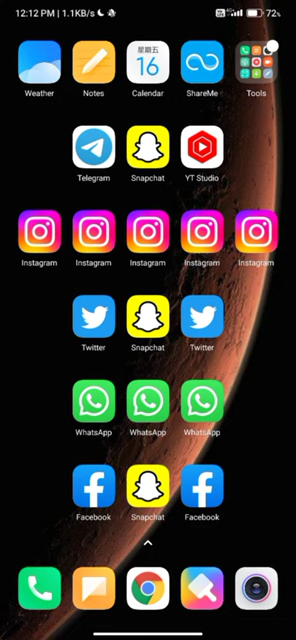 12:12 PM | 1.1KB/s
72%
星期五
16
Weather Notes Calendar ShareMe Tools
Telegram Snapchat YT Studio
Instagram Instagram Instagram Instagram Instagram
Twitter Snapchat Twitter
WhatsApp WhatsApp WhatsApp
Facebook Snapchat Facebook